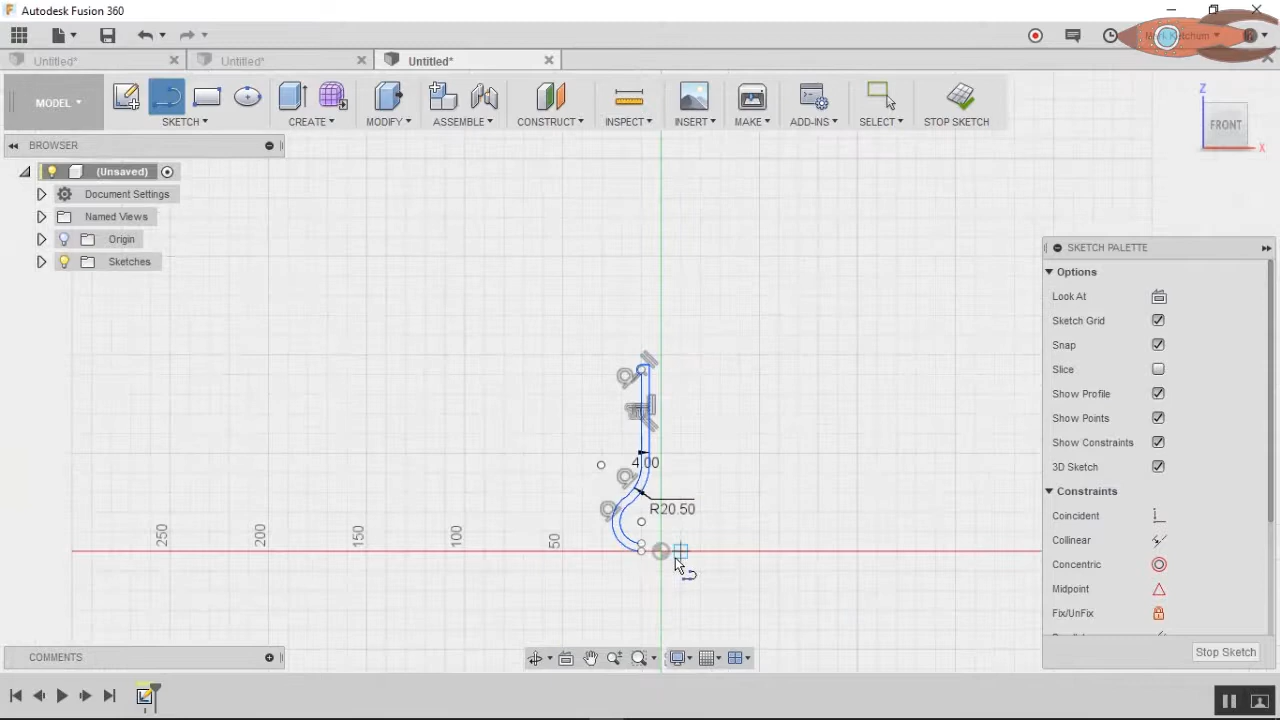 Autodesk Fusion 360
Mark Ketchum
Untitled*
Untitled*
Untitled*
MODEL
SKETCH
CREATE
MODIFY
ASSEMBLE
CONSTRUCT
INSPECT
INSERT
MAKE
ADD-INS
SELECT
STOP SKETCH
BROWSER
(Unsaved)
Document Settings
Named Views
Origin
Sketches
Z
FRONT
X
SKETCH PALETTE
Options
Look At
Sketch Grid
Snap
Slice
Show Profile
Show Points
Show Constraints
3D Sketch
Constraints
Coincident
Collinear
Concentric
Midpoint
Fix/UnFix
Stop Sketch
4.00
R20.50
250
200
150
100
50
COMMENTS